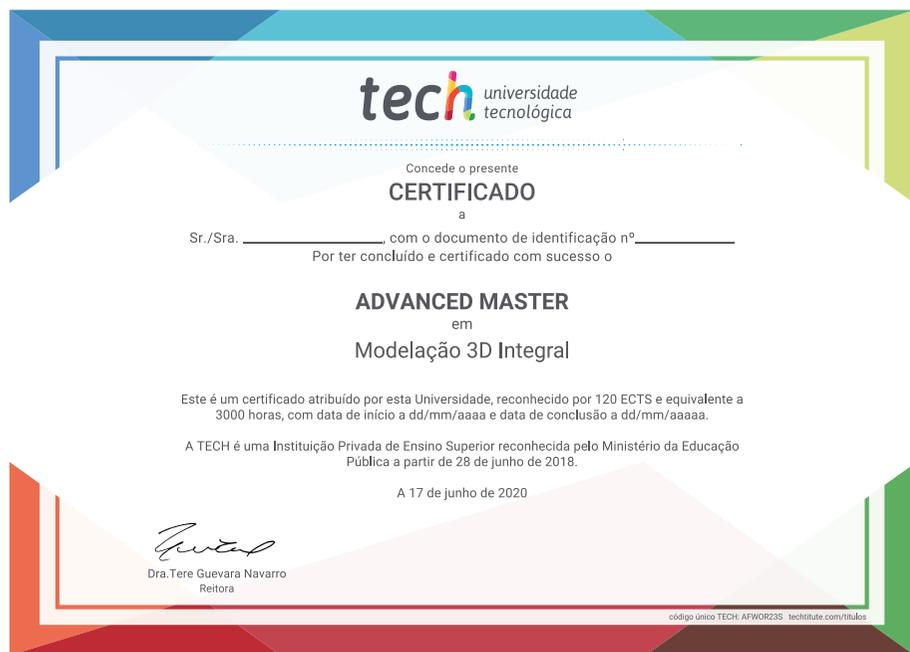 tech universidade
tecnológica
Concede o presente
CERTIFICADO
a
Sr./Sra. ________________, com o documento de identificação nº____________
Por ter concluído e certificado com sucesso o
ADVANCED MASTER
em
Modelação 3D Integral
Este é um certificado atribuído por esta Universidade, reconhecido por 120 ECTS e equivalente a
3000 horas, com data de início a dd/mm/aaaa e data de conclusão a dd/mm/aaaaa.
A TECH é uma Instituição Privada de Ensino Superior reconhecida pelo Ministério da Educação
Pública a partir de 28 de junho de 2018.
A 17 de junho de 2020
Dra.Tere Guevara Navarro
Reitora
código único TECH: AFWOR23S techtitute.com/titulos